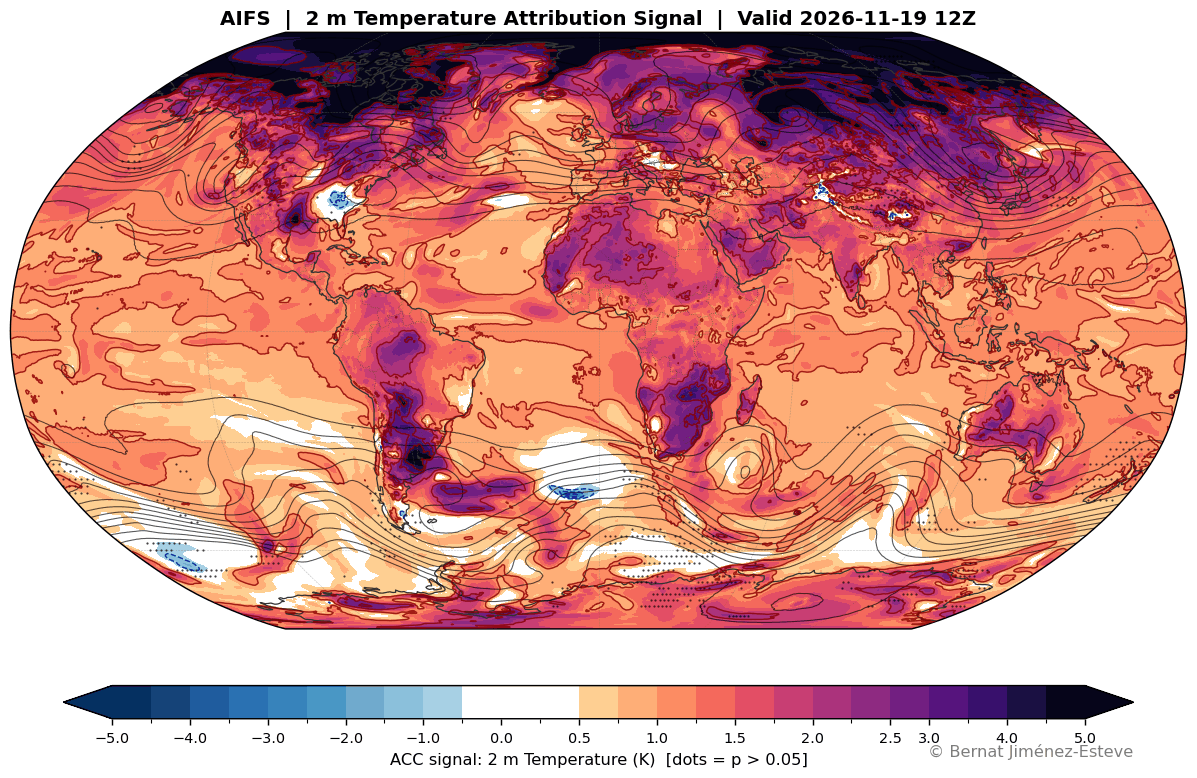 AIFS | 2 m Temperature Attribution Signal | Valid 2026-11-19 12Z
−5.0 −4.0 −3.0 −2.0 −1.0 0.0 0.5 1.0 1.5 2.0 2.5 3.0 4.0 5.0
ACC signal: 2 m Temperature (K) [dots = p > 0.05]
© Bernat Jiménez-Esteve